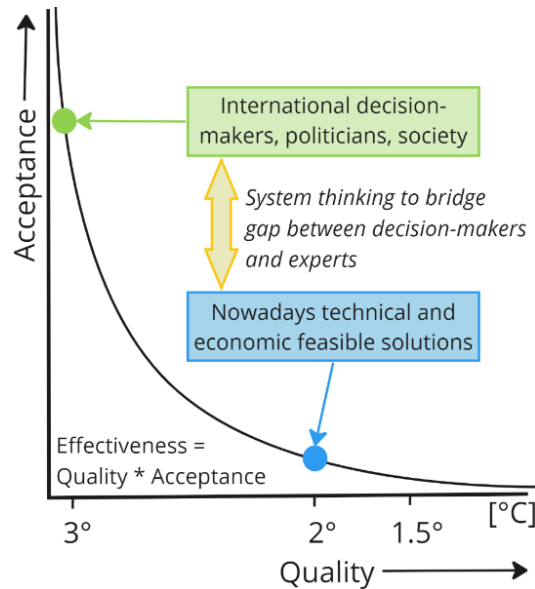 Acceptance
International decision-
makers, politicians, society
System thinking to bridge
gap between decision-makers
and experts
Nowadays technical and
economic feasible solutions
Effectiveness =
Quality * Acceptance
[°C]
3°
2°
1.5°
Quality